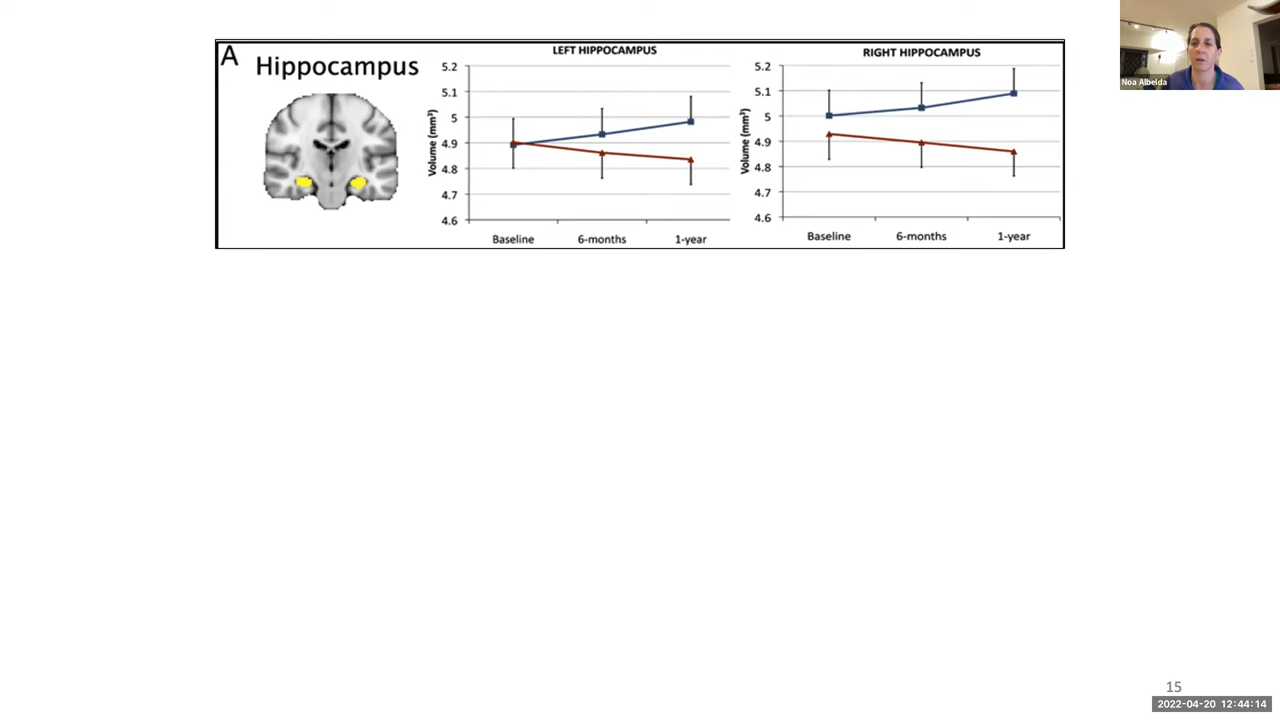 A
Hippocampus
LEFT HIPPOCAMPUS
5.2
5.1
5
4.9
4.8
4.7
4.6
Volume (mm³)
Baseline 6-months 1-year
RIGHT HIPPOCAMPUS
5.2
5.1
5
4.9
4.8
4.7
4.6
Volume (mm³)
Baseline 6-months 1-year
Noa Albelda
15
2022-04-20 12:44:14